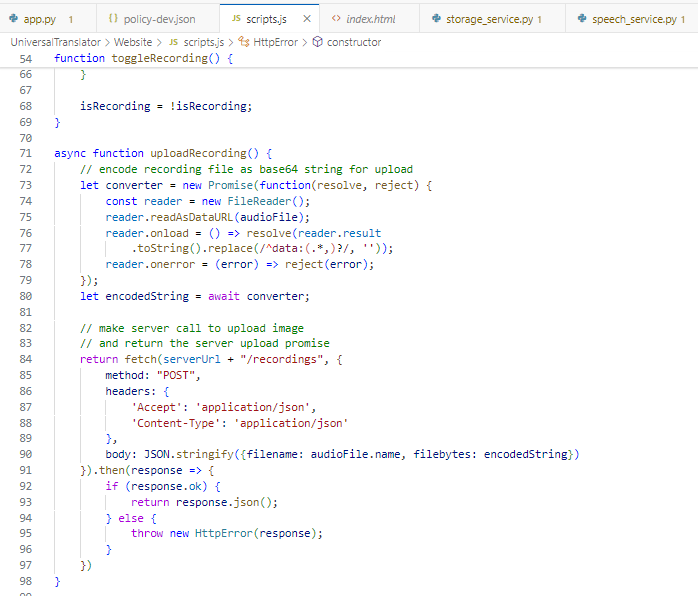 app.py 1 policy-dev.json JS scripts.js × <> index.html storage_service.py 1 speech_service.py 1
UniversalTranslator > Website > JS scripts.js > HttpError > constructor
54 function toggleRecording() {
66 }
67
68 isRecording = !isRecording;
69 }
70
71 async function uploadRecording() {
72 // encode recording file as base64 string for upload
73 let converter = new Promise(function(resolve, reject) {
74 const reader = new FileReader();
75 reader.readAsDataURL(audioFile);
76 reader.onload = () => resolve(reader.result
77 .toString().replace(/^data:(.*,)?/, ''));
78 reader.onerror = (error) => reject(error);
79 });
80 let encodedString = await converter;
81
82 // make server call to upload image
83 // and return the server upload promise
84 return fetch(serverUrl + "/recordings", {
85 method: "POST",
86 headers: {
87 'Accept': 'application/json',
88 'Content-Type': 'application/json'
89 },
90 body: JSON.stringify({filename: audioFile.name, filebytes: encodedString})
91 }).then(response => {
92 if (response.ok) {
93 return response.json();
94 } else {
95 throw new HttpError(response);
96 }
97 })
98 }